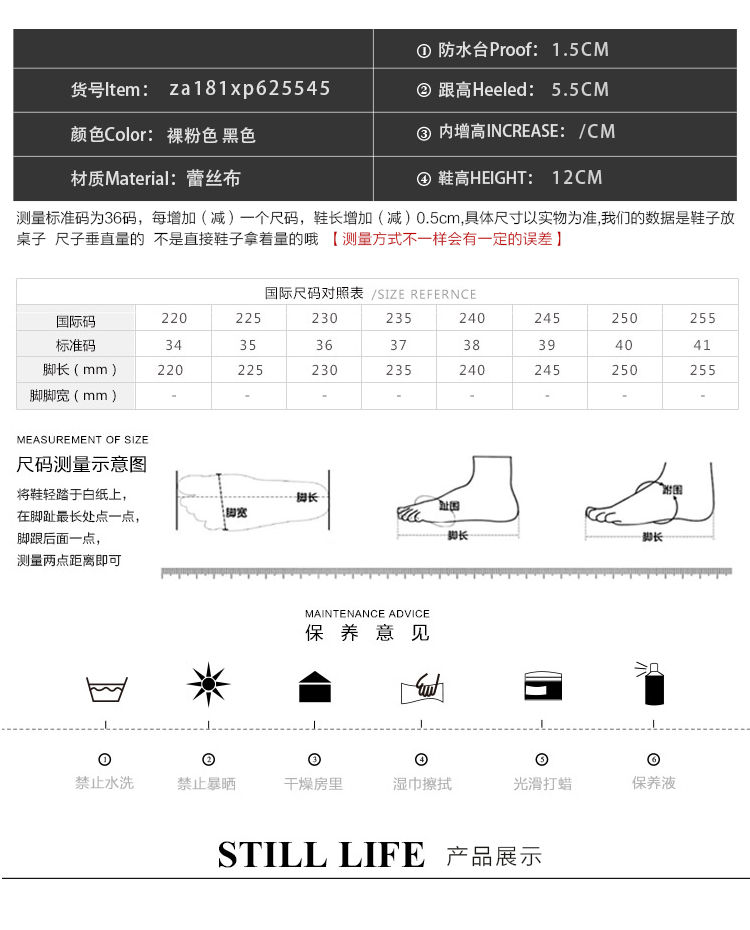 ① 防水台Proof: 1.5CM
货号Item: za181xp625545
② 跟高Heeled: 5.5CM
颜色Color: 裸粉色 黑色
③ 内增高INCREASE: /CM
材质Material: 蕾丝布
④ 鞋高HEIGHT: 12CM
测量标准码为36码，每增加（减）一个尺码，鞋长增加（减）0.5cm,具体尺寸以实物为准,我们的数据是鞋子放
桌子 尺子垂直量的 不是直接鞋子拿着量的哦 【 测量方式不一样会有一定的误差 】
国际尺码对照表 /SIZE REFERNCE
国际码 220 225 230 235 240 245 250 255
标准码 34 35 36 37 38 39 40 41
脚长（mm） 220 225 230 235 240 245 250 255
脚脚宽（mm） - - - - - - - -
MEASUREMENT OF SIZE
尺码测量示意图
将鞋轻踏于白纸上，
在脚趾最长处点一点，
脚跟后面一点，
测量两点距离即可
脚长
脚宽
趾围
脚长
跗围
脚长
MAINTENANCE ADVICE
保养意见
① ② ③ ④ ⑤ ⑥
禁止水洗 禁止暴晒 干燥房里 湿巾擦拭 光滑打蜡 保养液
STILL LIFE 产品展示